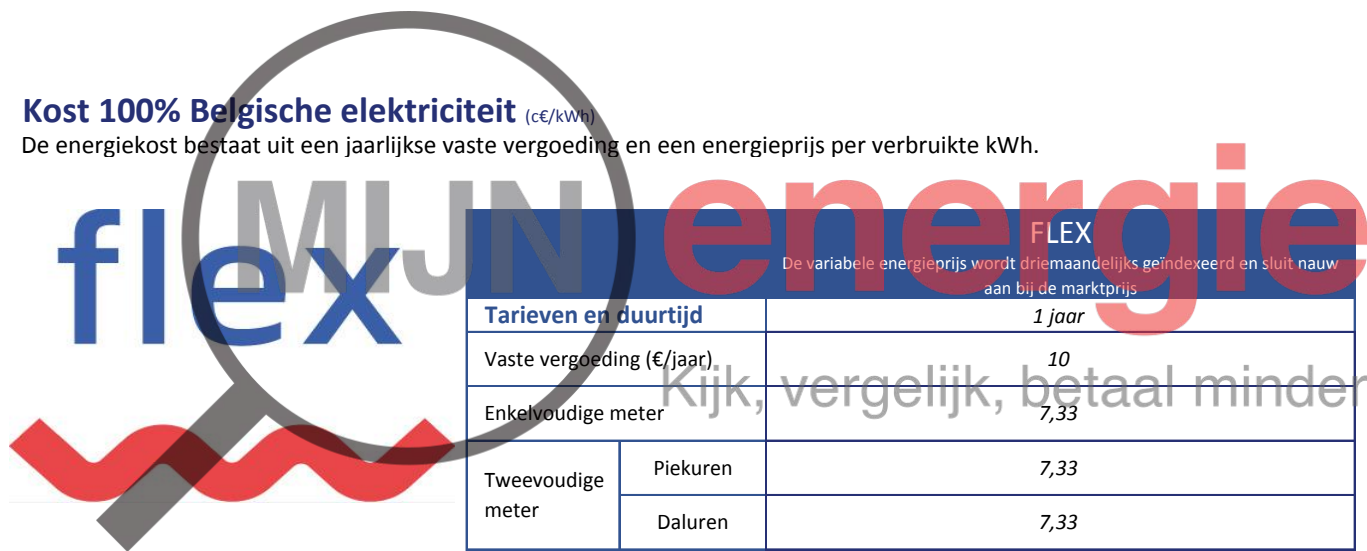 Kost 100% Belgische elektriciteit (c€/kWh)
De energiekost bestaat uit een jaarlijkse vaste vergoeding en een energieprijs per verbruikte kWh.
flex
MIJN energie
Kijk, vergelijk, betaal minder
FLEX
De variabele energieprijs wordt driemaandelijks geïndexeerd en sluit nauw
aan bij de marktprijs
Tarieven en duurtijd 1 jaar
Vaste vergoeding (€/jaar) 10
Enkelvoudige meter 7,33
Tweevoudige meter Piekuren 7,33
Daluren 7,33